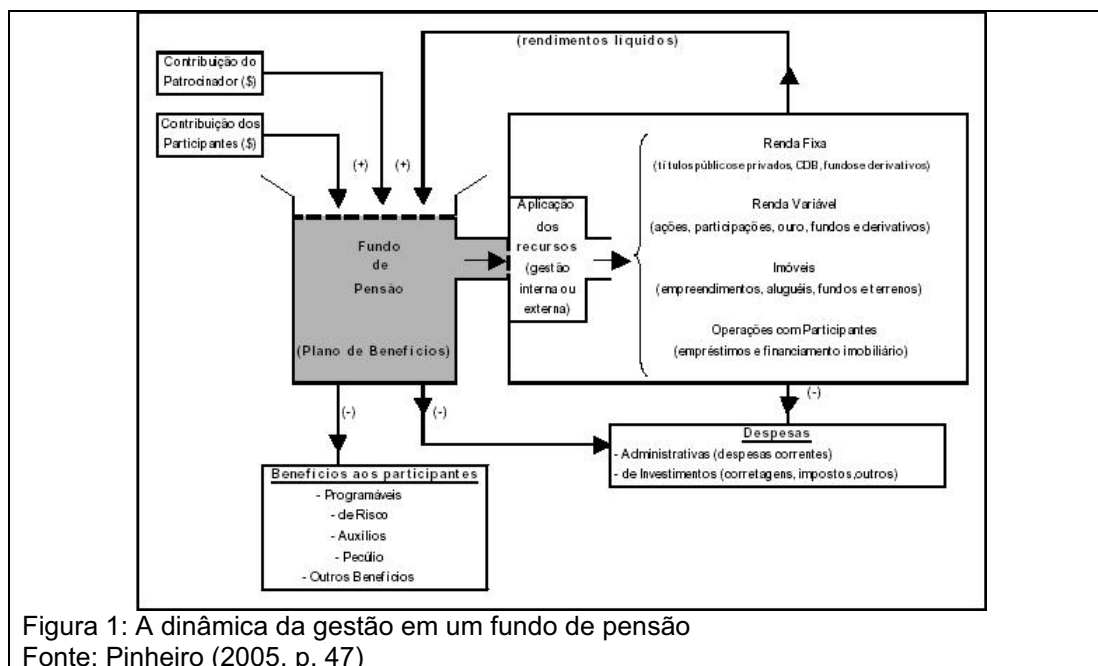 (rendimentos líquidos)
Contribuição do
Patrocinador ($)
Contribuição dos
Participantes ($)
(+)
(+)
Fundo
de
Pensão
(Plano de Benefícios)
Aplicação
dos
recursos
(gestão
interna ou
externa)
Renda Fixa
(títulos públicos e privados, CDB, fundos e derivativos)
Renda Variável
(ações, participações, ouro, fundos e derivativos)
Imóveis
(empreendimentos, aluguéis, fundos e terrenos)
Operações com Participantes
(empréstimos e financiamento imobiliário)
(-)
(-)
(-)
Despesas
- Administrativas (despesas correntes)
- de Investimentos (corretagens, impostos,outros)
Benefícios aos participantes
- Programáveis
- de Risco
- Auxílios
- Pecúlio
- Outros Benefícios
Figura 1: A dinâmica da gestão em um fundo de pensão
Fonte: Pinheiro (2005, p. 47)